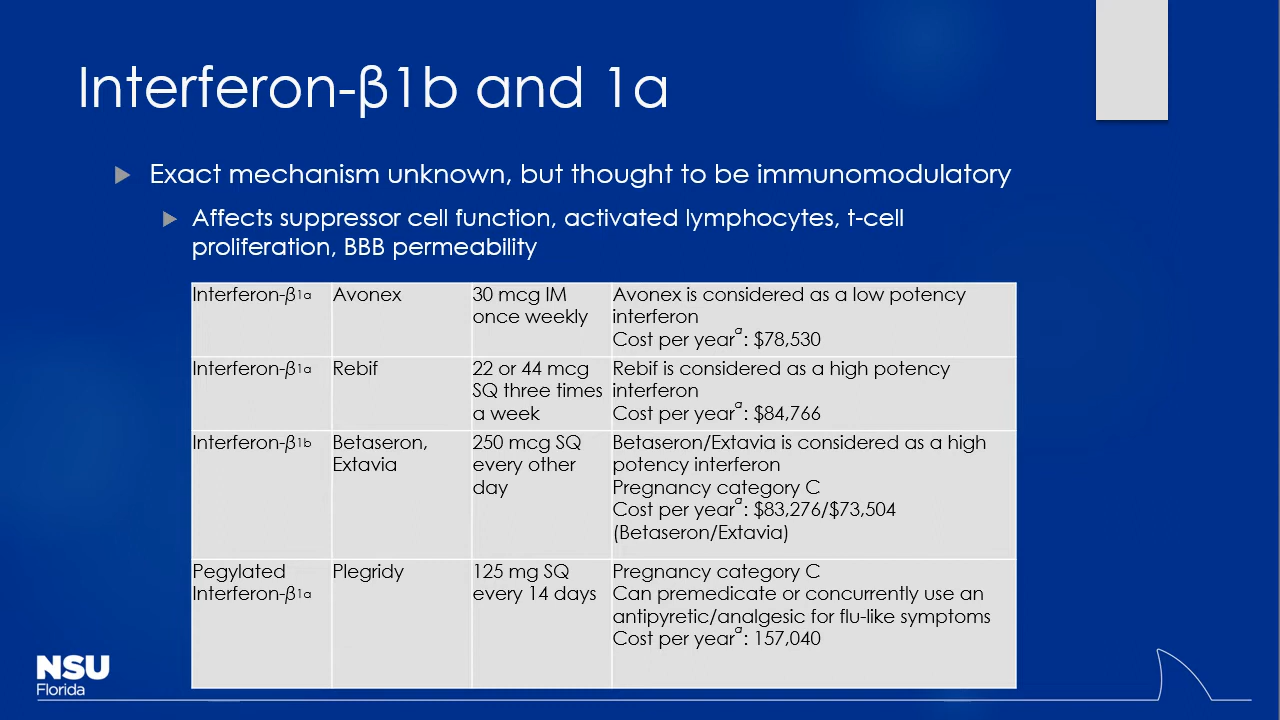 Interferon-β1b and 1a
Exact mechanism unknown, but thought to be immunomodulatory
Affects suppressor cell function, activated lymphocytes, t-cell
proliferation, BBB permeability
Interferon-β1a
Avonex
30 mcg IM
once weekly
Avonex is considered as a low potency
interferon
Cost per yearª: $78,530
Interferon-β1a
Rebif
22 or 44 mcg
SQ three times
a week
Rebif is considered as a high potency
interferon
Cost per yearª: $84,766
Interferon-β1b
Betaseron,
Extavia
250 mcg SQ
every other
day
Betaseron/Extavia is considered as a high
potency interferon
Pregnancy category C
Cost per yearª: $83,276/$73,504
(Betaseron/Extavia)
Pegylated
Interferon-β1a
Plegridy
125 mg SQ
every 14 days
Pregnancy category C
Can premedicate or concurrently use an
antipyretic/analgesic for flu-like symptoms
Cost per yearª: 157,040
NSU
Florida